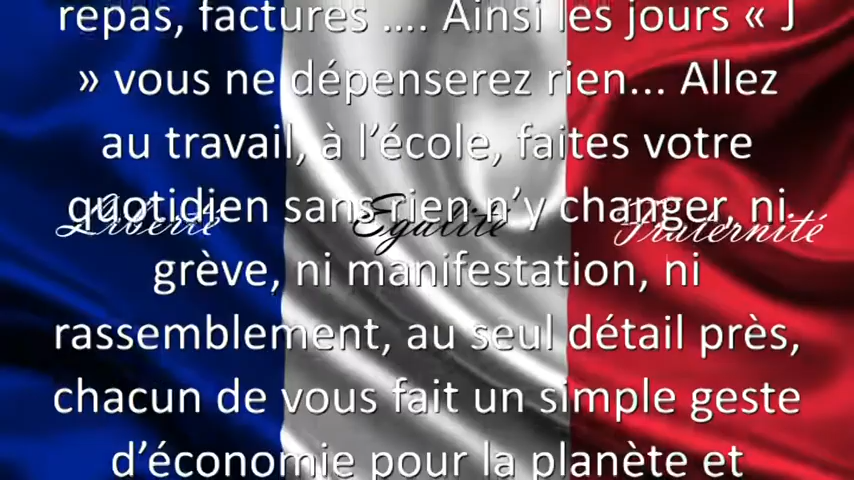 repas, factures .... Ainsi les jours « J
» vous ne dépenserez rien... Allez
au travail, à l’école, faites votre
quotidien sans rien n’y changer, ni
Liberté Égalité Fraternité
grève, ni manifestation, ni
rassemblement, au seul détail près,
chacun de vous fait un simple geste
d’économie pour la planète et